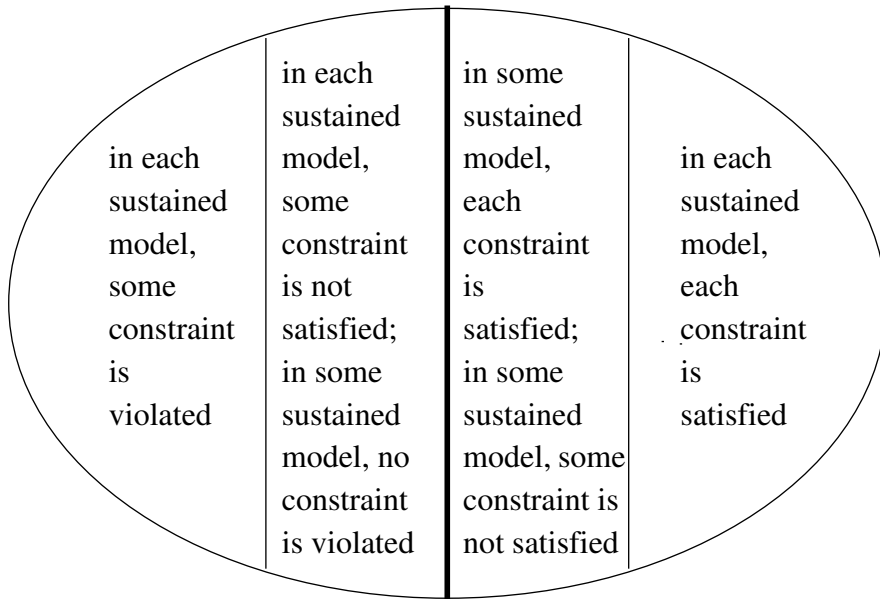 in each
sustained
model,
some
constraint
is
violated
in each
sustained
model,
some
constraint
is not
satisfied;
in some
sustained
model, no
constraint
is violated
in some
sustained
model,
each
constraint
is
satisfied;
in some
sustained
model, some
constraint is
not satisfied
in each
sustained
model,
each
constraint
is
satisfied